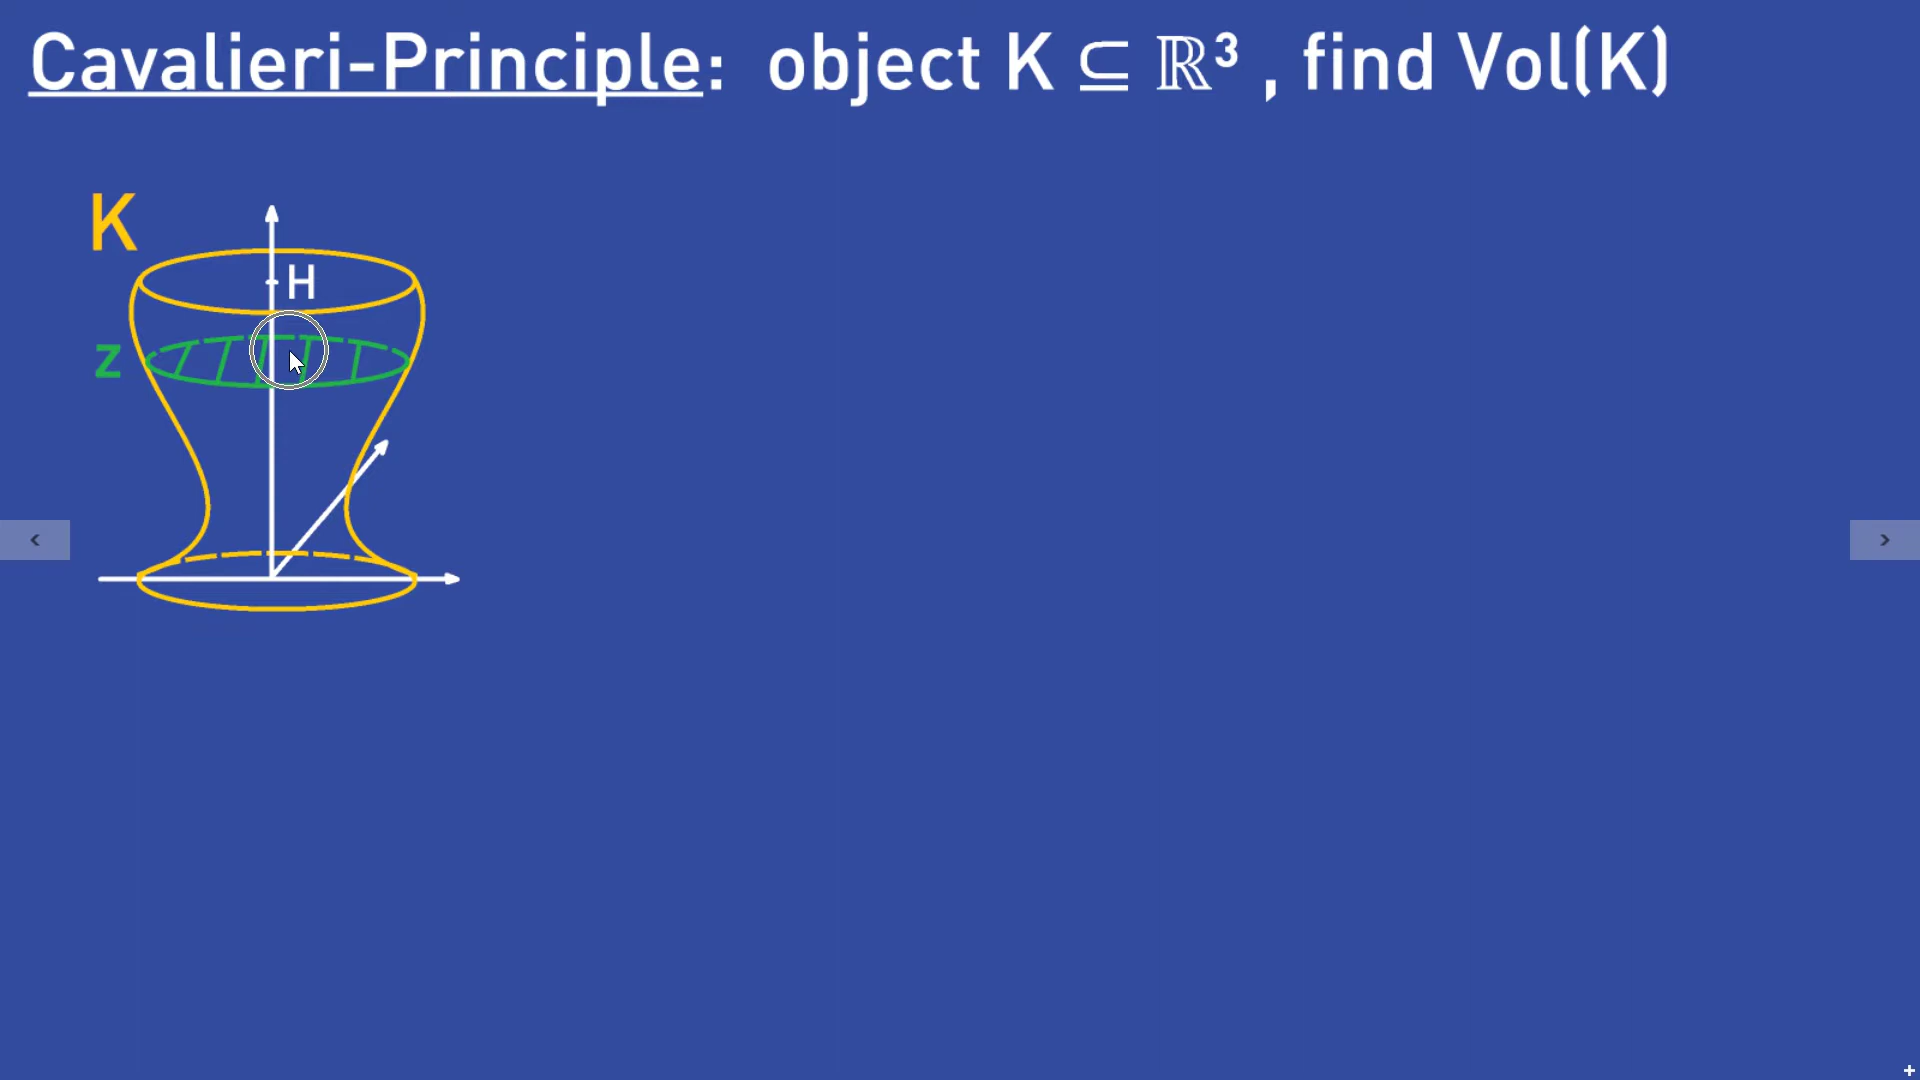 Cavalieri-Principle: object K ⊆ ℝ³ , find Vol(K)
K
H
z